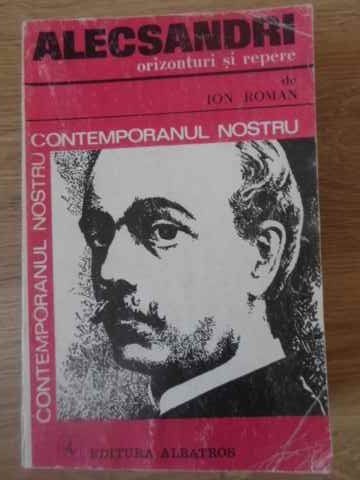 ALECSANDRI
orizonturi și repere
de
ION ROMAN
CONTEMPORANUL NOSTRU
CONTEMPORANUL NOSTRU
EDITURA ALBATROS